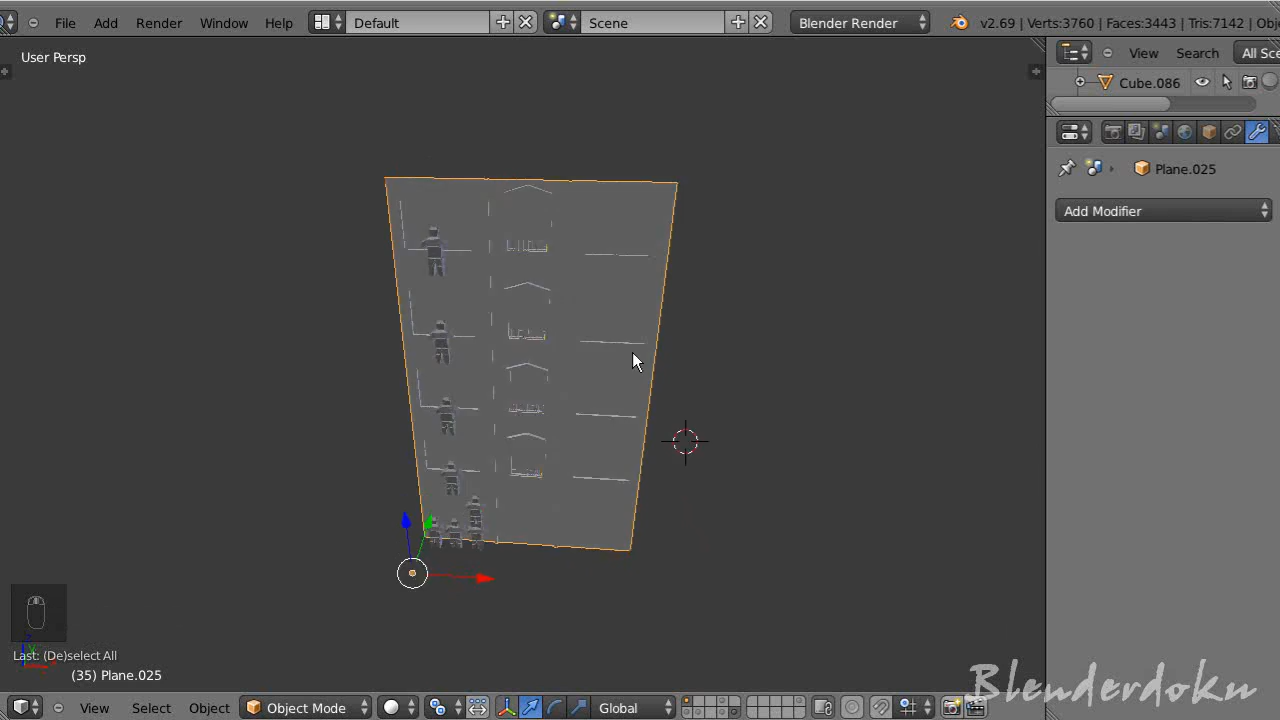 File Add Render Window Help Default Scene Blender Render v2.69 | Verts:3760 | Faces:3443 | Tris:7142 | Obje
User Persp
View Search All Sce
Cube.086
Plane.025
Add Modifier
Last: (De)select All
(35) Plane.025
Blenderdoku
View Select Object Object Mode Global